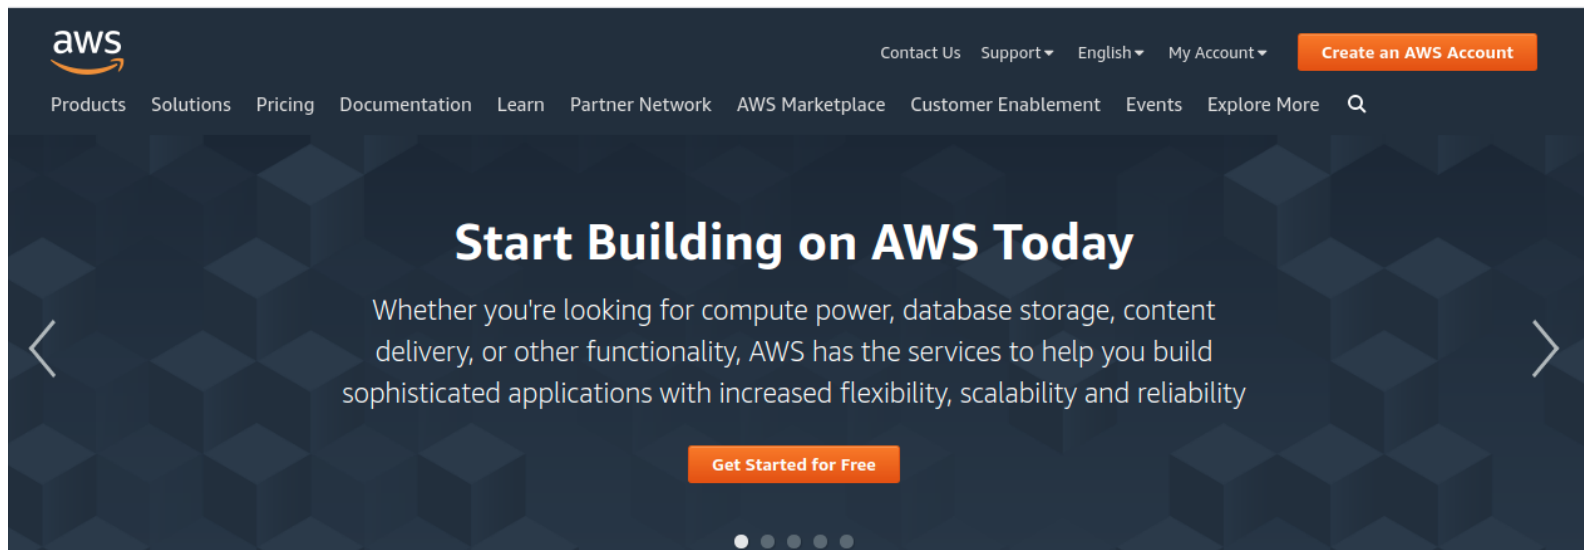 aws
Contact Us Support English My Account Create an AWS Account
Products Solutions Pricing Documentation Learn Partner Network AWS Marketplace Customer Enablement Events Explore More
Start Building on AWS Today
Whether you're looking for compute power, database storage, content
delivery, or other functionality, AWS has the services to help you build
sophisticated applications with increased flexibility, scalability and reliability
Get Started for Free